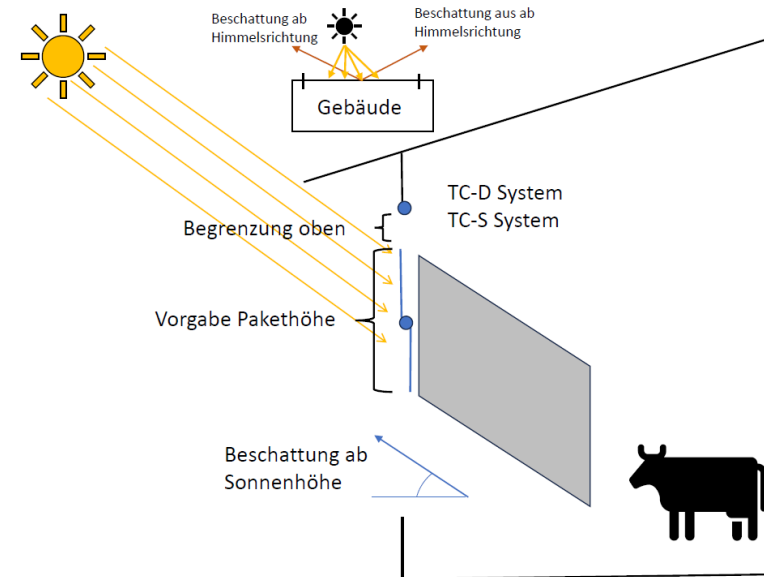 Beschattung ab
Himmelsrichtung
Beschattung aus ab
Himmelsrichtung
Gebäude
TC-D System
TC-S System
Begrenzung oben
Vorgabe Pakethöhe
Beschattung ab
Sonnenhöhe